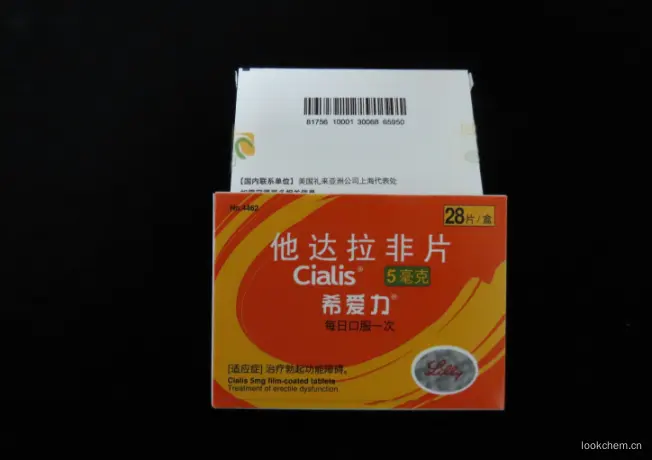 81756 10001 30068 65950
【国内联系单位】美国礼来亚洲公司上海代表处
28片/盒
他达拉非片
Cialis® 5毫克
希爱力®
每日口服一次
[适应症] 治疗勃起功能障碍。
Cialis 5mg film-coated tablets
Treatment of erectile dysfunction.
Lilly
lookchem.cn